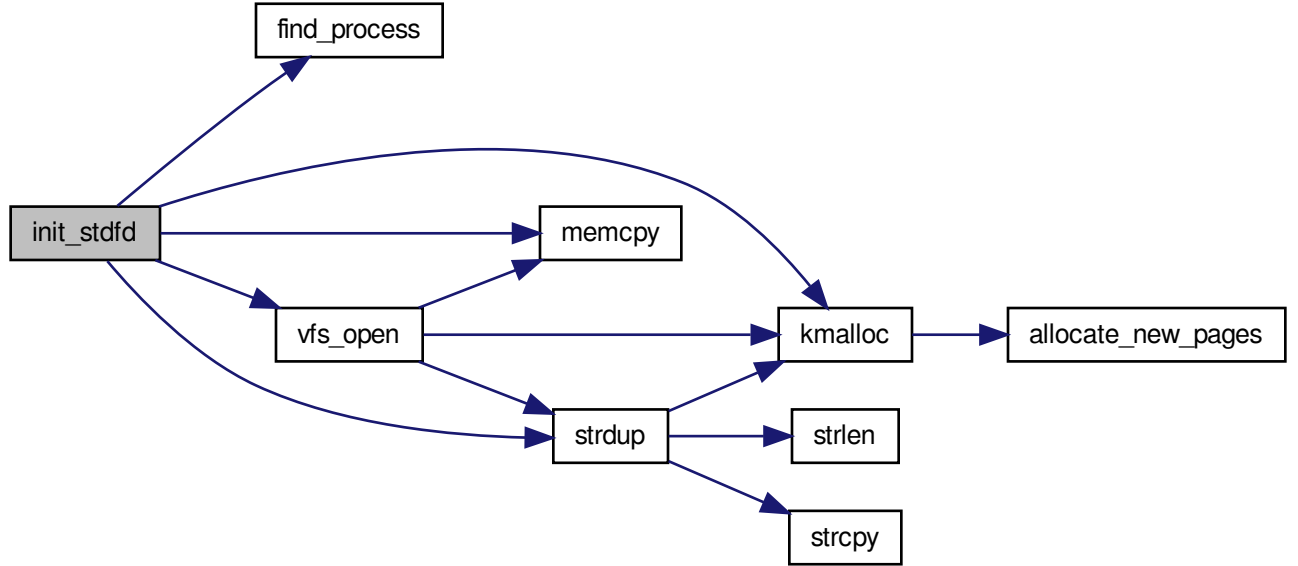 find_process
init_stdfd
memcpy
vfs_open
kmalloc
allocate_new_pages
strdup
strlen
strcpy